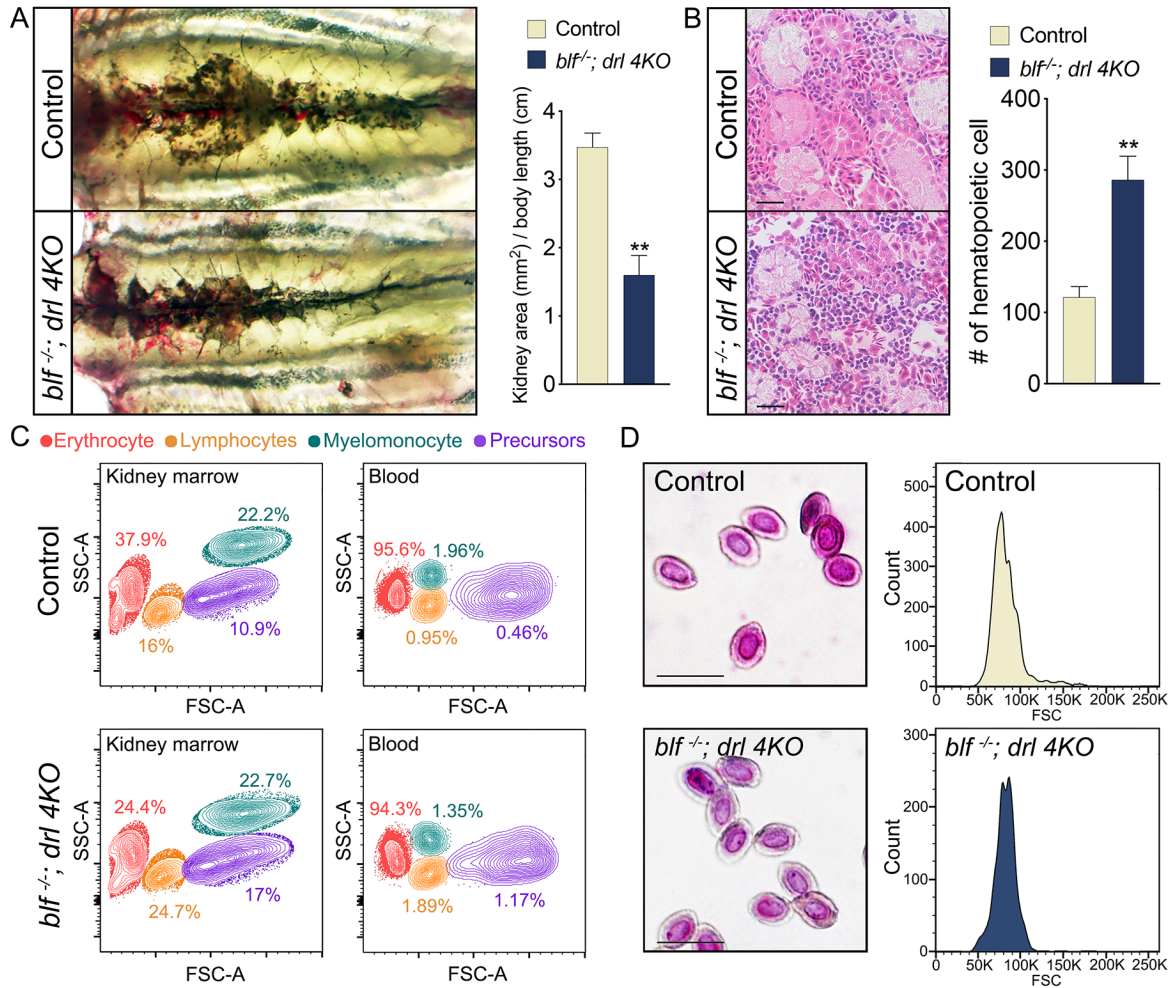 A
Control
blf -/-; drl 4KO
Control
blf-/-; drl 4KO
Kidney area (mm2) / body length (cm)
4
3
2
1
0
**
B
Control
blf -/-; drl 4KO
Control
blf-/-; drl 4KO
# of hematopoietic cell
400
300
200
100
0
**
C
Erythrocyte Lymphocytes Myelomonocyte Precursors
Control
Kidney marrow
22.2%
37.9%
16%
10.9%
SSC-A
FSC-A
Blood
95.6%
1.96%
0.95%
0.46%
SSC-A
FSC-A
blf -/-; drl 4KO
Kidney marrow
22.7%
24.4%
24.7%
17%
SSC-A
FSC-A
Blood
94.3%
1.35%
1.89%
1.17%
SSC-A
FSC-A
D
Control
Control
Count
500
400
300
200
100
0
0 50K 100K 150K 200K 250K
FSC
blf -/-; drl 4KO
blf -/-; drl 4KO
Count
300
200
100
0
0 50K 100K 150K 200K 250K
FSC